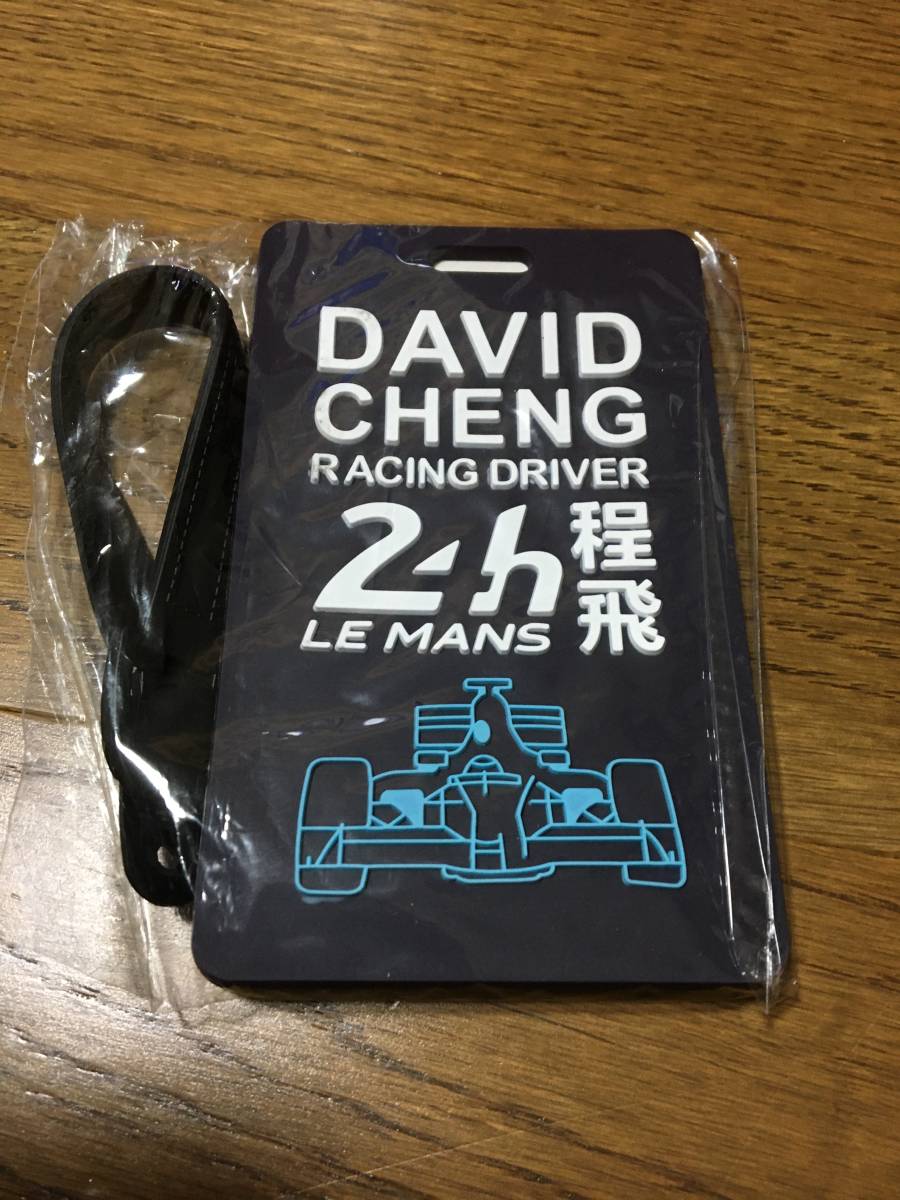 DAVID
CHENG
RACING DRIVER
24h
LE MANS
程
飛